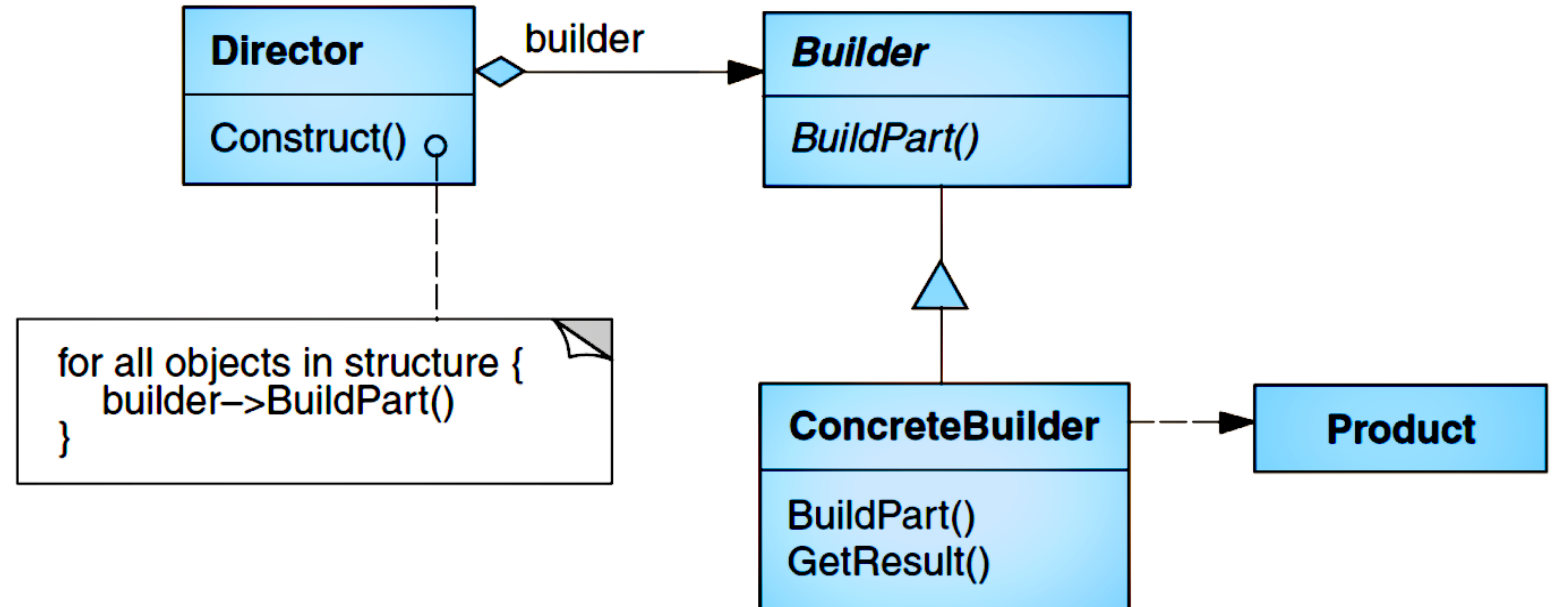 Director
builder
Builder
Construct()
BuildPart()
for all objects in structure {
builder–>BuildPart()
}
ConcreteBuilder
Product
BuildPart()
GetResult()